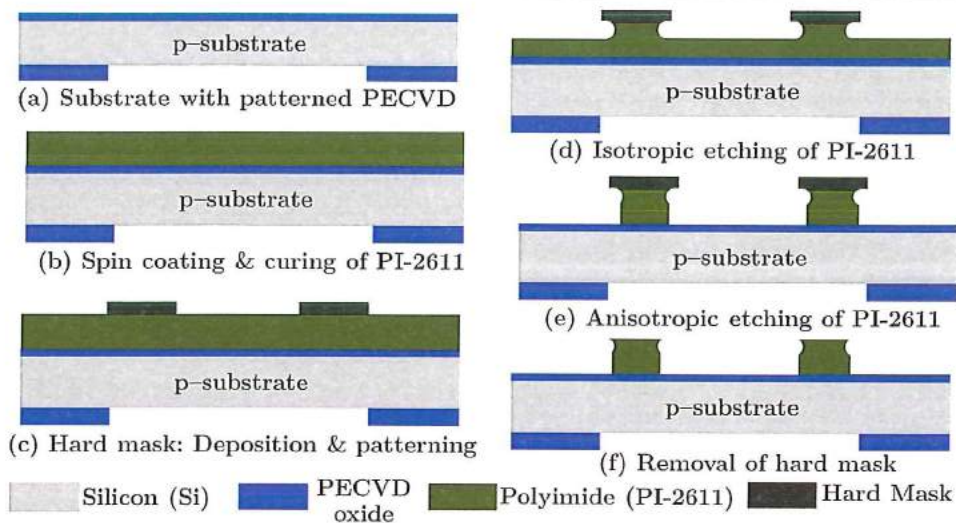 p–substrate
(a) Substrate with patterned PECVD
p–substrate
(b) Spin coating & curing of PI-2611
p–substrate
(c) Hard mask: Deposition & patterning
p–substrate
(d) Isotropic etching of PI-2611
p–substrate
(e) Anisotropic etching of PI-2611
p–substrate
(f) Removal of hard mask
Silicon (Si)
PECVD
oxide
Polyimide (PI-2611)
Hard Mask